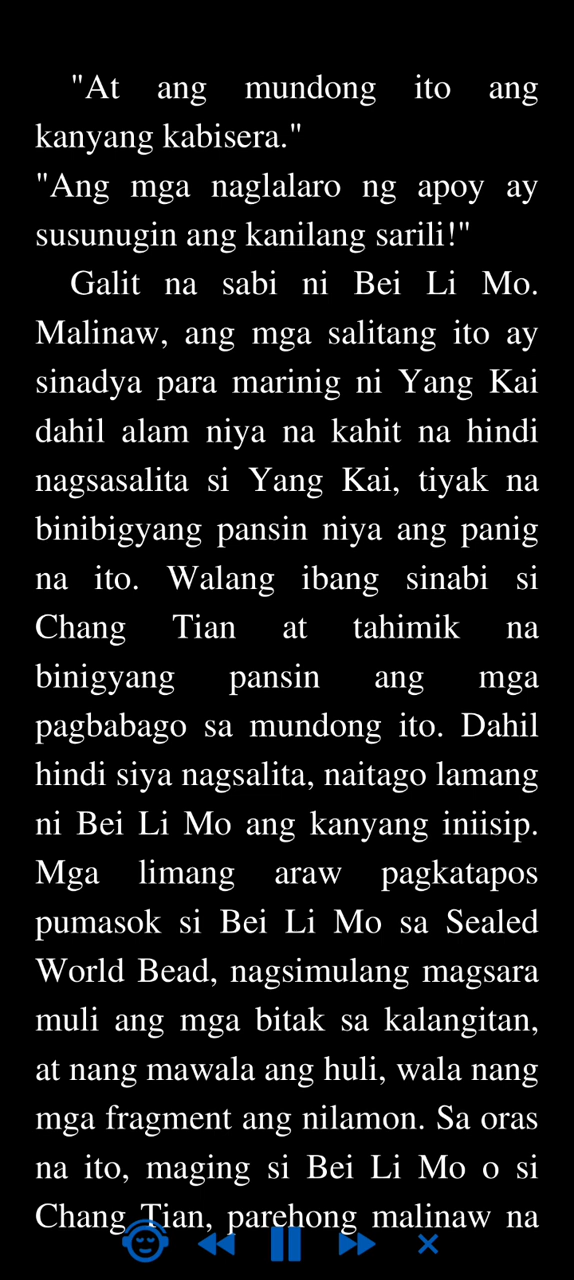 "At ang mundong ito ang
kanyang kabisera."
"Ang mga naglalaro ng apoy ay
susunugin ang kanilang sarili!"
Galit na sabi ni Bei Li Mo.
Malinaw, ang mga salitang ito ay
sinadya para marinig ni Yang Kai
dahil alam niya na kahit na hindi
nagsasalita si Yang Kai, tiyak na
binibigyang pansin niya ang panig
na ito. Walang ibang sinabi si
Chang Tian at tahimik na
binigyang pansin ang mga
pagbabago sa mundong ito. Dahil
hindi siya nagsalita, naitago lamang
ni Bei Li Mo ang kanyang iniisip.
Mga limang araw pagkatapos
pumasok si Bei Li Mo sa Sealed
World Bead, nagsimulang magsara
muli ang mga bitak sa kalangitan,
at nang mawala ang huli, wala nang
mga fragment ang nilamon. Sa oras
na ito, maging si Bei Li Mo o si
Chang Tian, parehong malinaw na